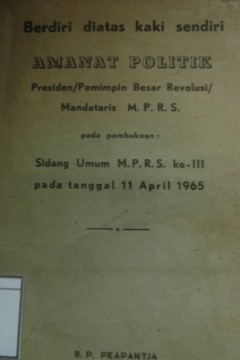 Berdiri diatas kaki sendiri
AMANAT POLITIK
Presiden/Pemimpin Besar Revolusi/
Mandataris M. P. R. S.
pada pembukaan :
Sidang Umum M. P. R. S. ke-III
pada tanggal 11 April 1965
B. P. PRAPANTJA